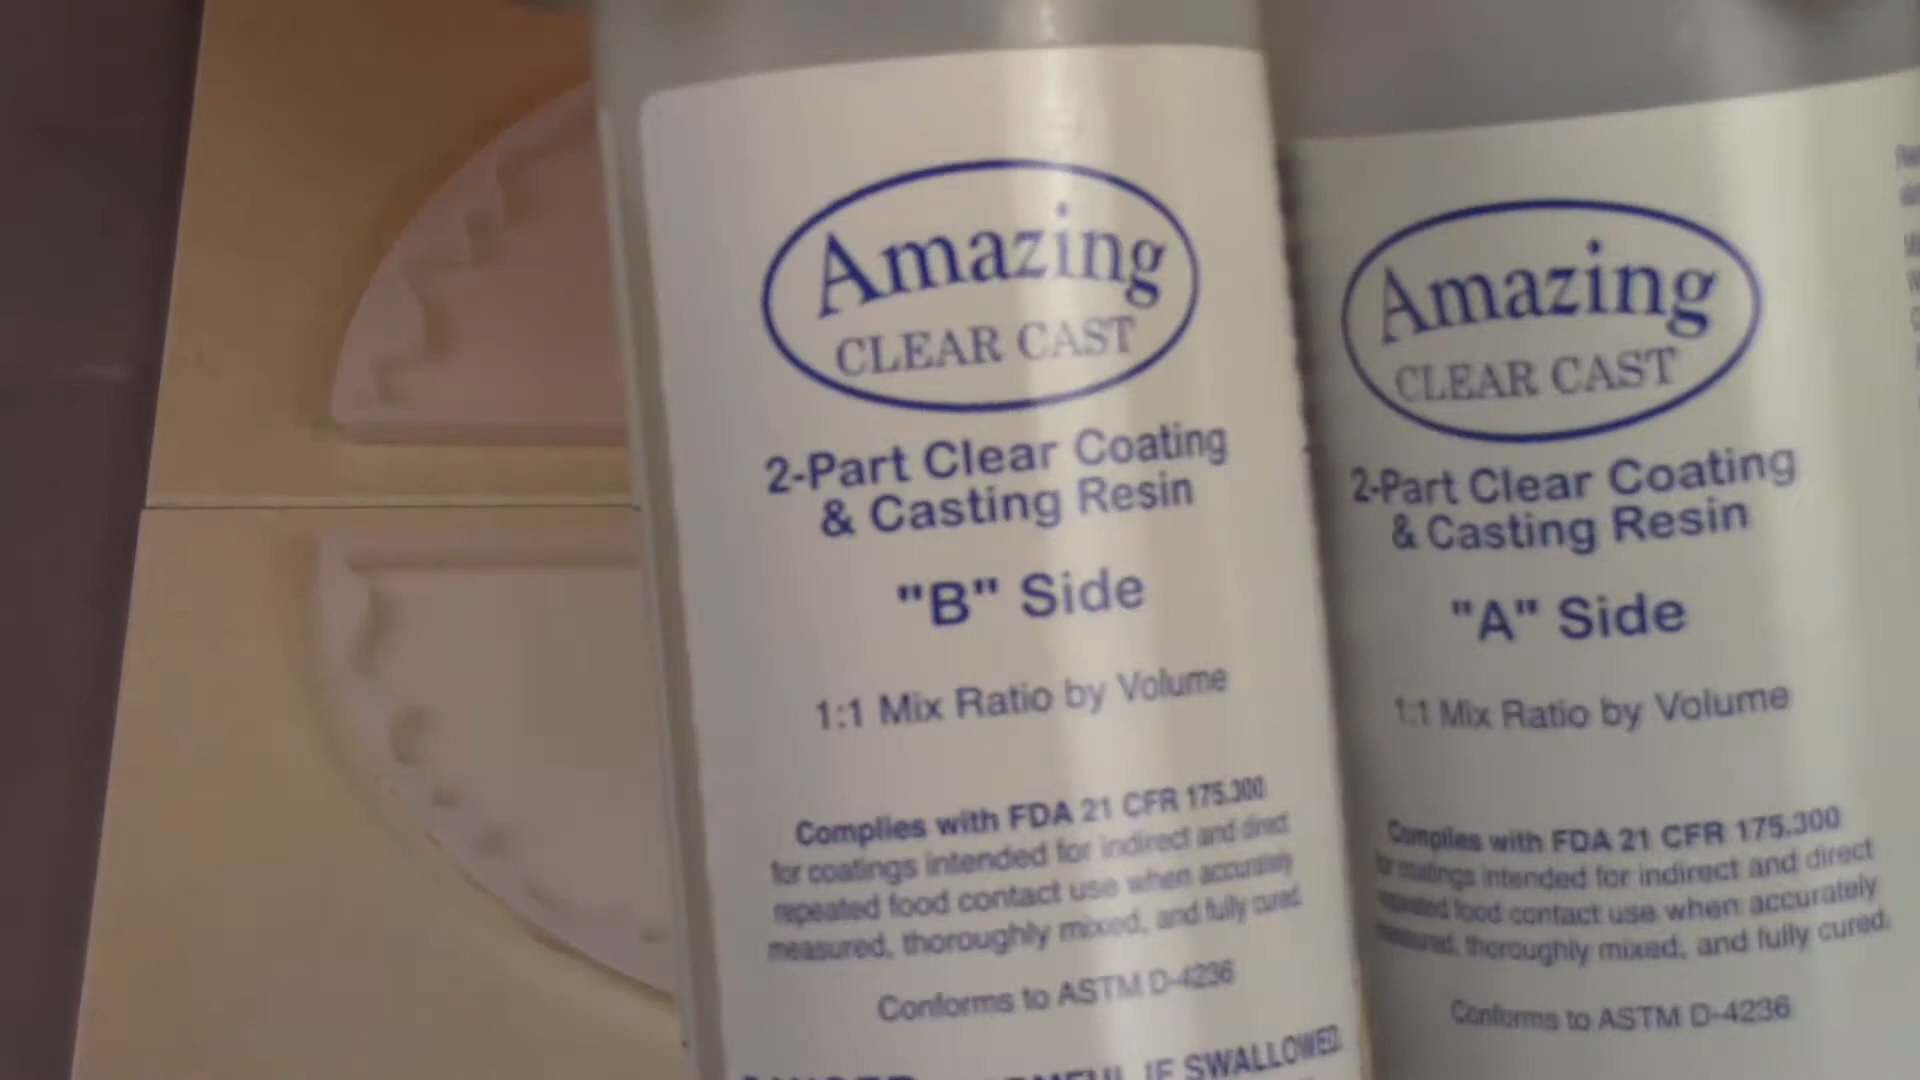 Amazing
CLEAR CAST
2-Part Clear Coating
& Casting Resin
"B" Side
1:1 Mix Ratio by Volume
Complies with FDA 21 CFR 175.300
for coatings intended for indirect and direct
repeated food contact use when accurately
measured, thoroughly mixed, and fully cured.
Conforms to ASTM D-4236
IF SWALLOWED.
Amazing
CLEAR CAST
2-Part Clear Coating
& Casting Resin
"A" Side
1:1 Mix Ratio by Volume
Complies with FDA 21 CFR 175.300
for coatings intended for indirect and direct
repeated food contact use when accurately
measured, thoroughly mixed, and fully cured.
Conforms to ASTM D-4236